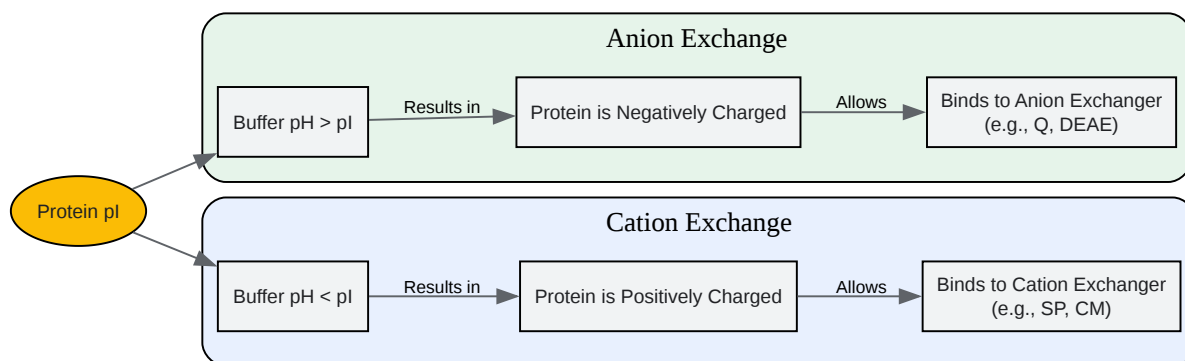 Anion Exchange
Buffer pH > pI
Results in
Protein is Negatively Charged
Allows
Binds to Anion Exchanger
(e.g., Q, DEAE)
Protein pI
Cation Exchange
Buffer pH < pI
Results in
Protein is Positively Charged
Allows
Binds to Cation Exchanger
(e.g., SP, CM)